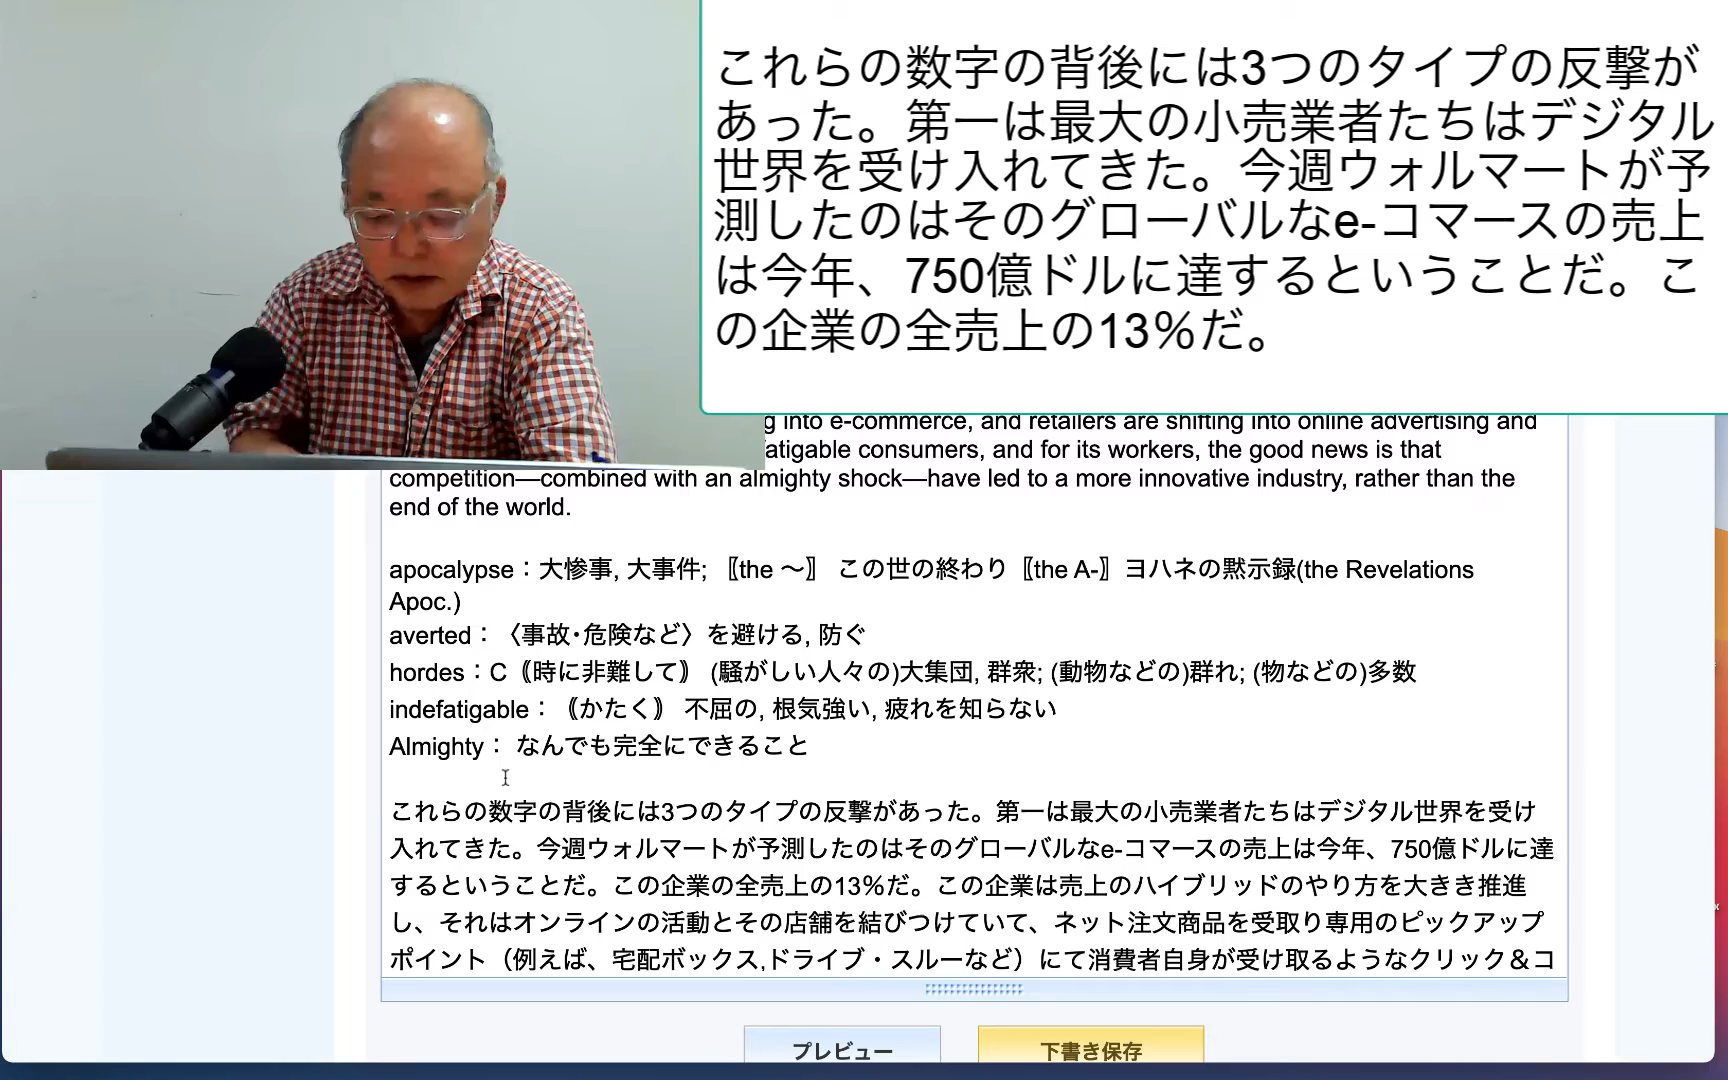 これらの数字の背後には3つのタイプの反撃が
あった。第一は最大の小売業者たちはデジタル
世界を受け入れてきた。今週ウォルマートが予
測したのはそのグローバルなe-コマースの売上
は今年、750億ドルに達するということだ。こ
の企業の全売上の13%だ。
g into e-commerce, and retailers are shifting into online advertising and
fatigable consumers, and for its workers, the good news is that
competition—combined with an almighty shock—have led to a more innovative industry, rather than the
end of the world.
apocalypse：大惨事, 大事件; 〖the 〜〗 この世の終わり〖the A-〗ヨハネの黙示録(the Revelations
Apoc.)
averted：〈事故･危険など〉を避ける, 防ぐ
hordes：C⦅時に非難して⦆ (騒がしい人々の)大集団, 群衆; (動物などの)群れ; (物などの)多数
indefatigable：⦅かたく⦆ 不屈の, 根気強い, 疲れを知らない
Almighty： なんでも完全にできること
これらの数字の背後には3つのタイプの反撃があった。第一は最大の小売業者たちはデジタル世界を受け
入れてきた。今週ウォルマートが予測したのはそのグローバルなe-コマースの売上は今年、750億ドルに達
するということだ。この企業の全売上の13%だ。この企業は売上のハイブリッドのやり方を大きき推進
し、それはオンラインの活動とその店舗を結びつけていて、ネット注文商品を受取り専用のピックアップ
ポイント（例えば、宅配ボックス,ドライブ・スルーなど）にて消費者自身が受け取るようなクリック＆コ
プレビュー
下書き保存